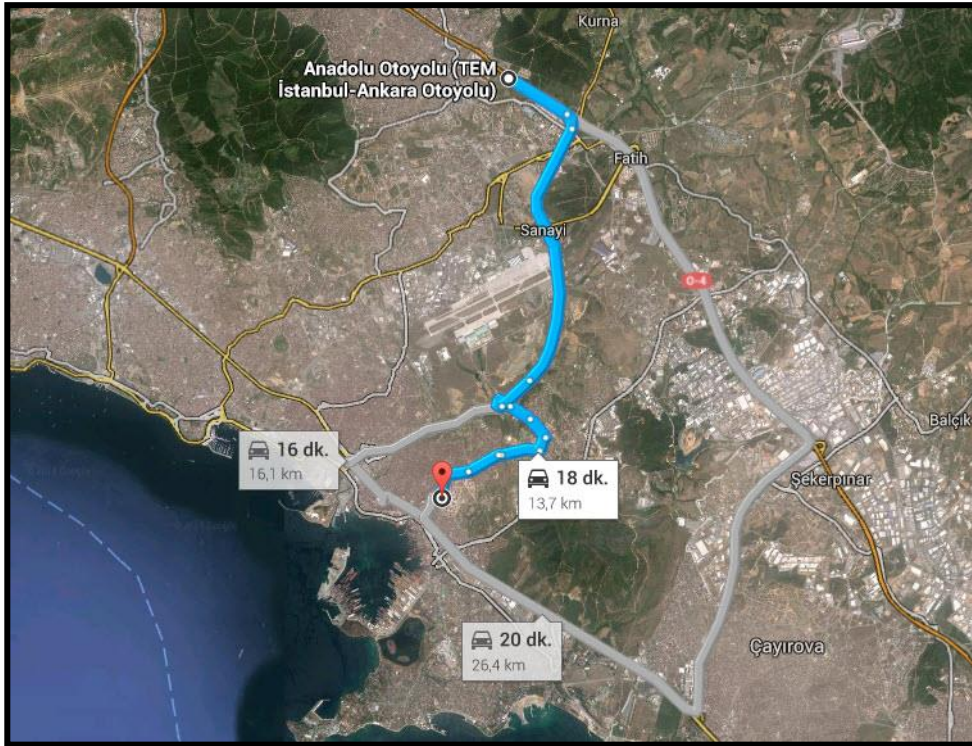 Kurna
Anadolu Otoyolu (TEM
İstanbul-Ankara Otoyolu)
Fatih
Sanayi
O-4
Balçık
16 dk.
16,1 km
18 dk.
13,7 km
Şekerpınar
20 dk.
26,4 km
Çayırova